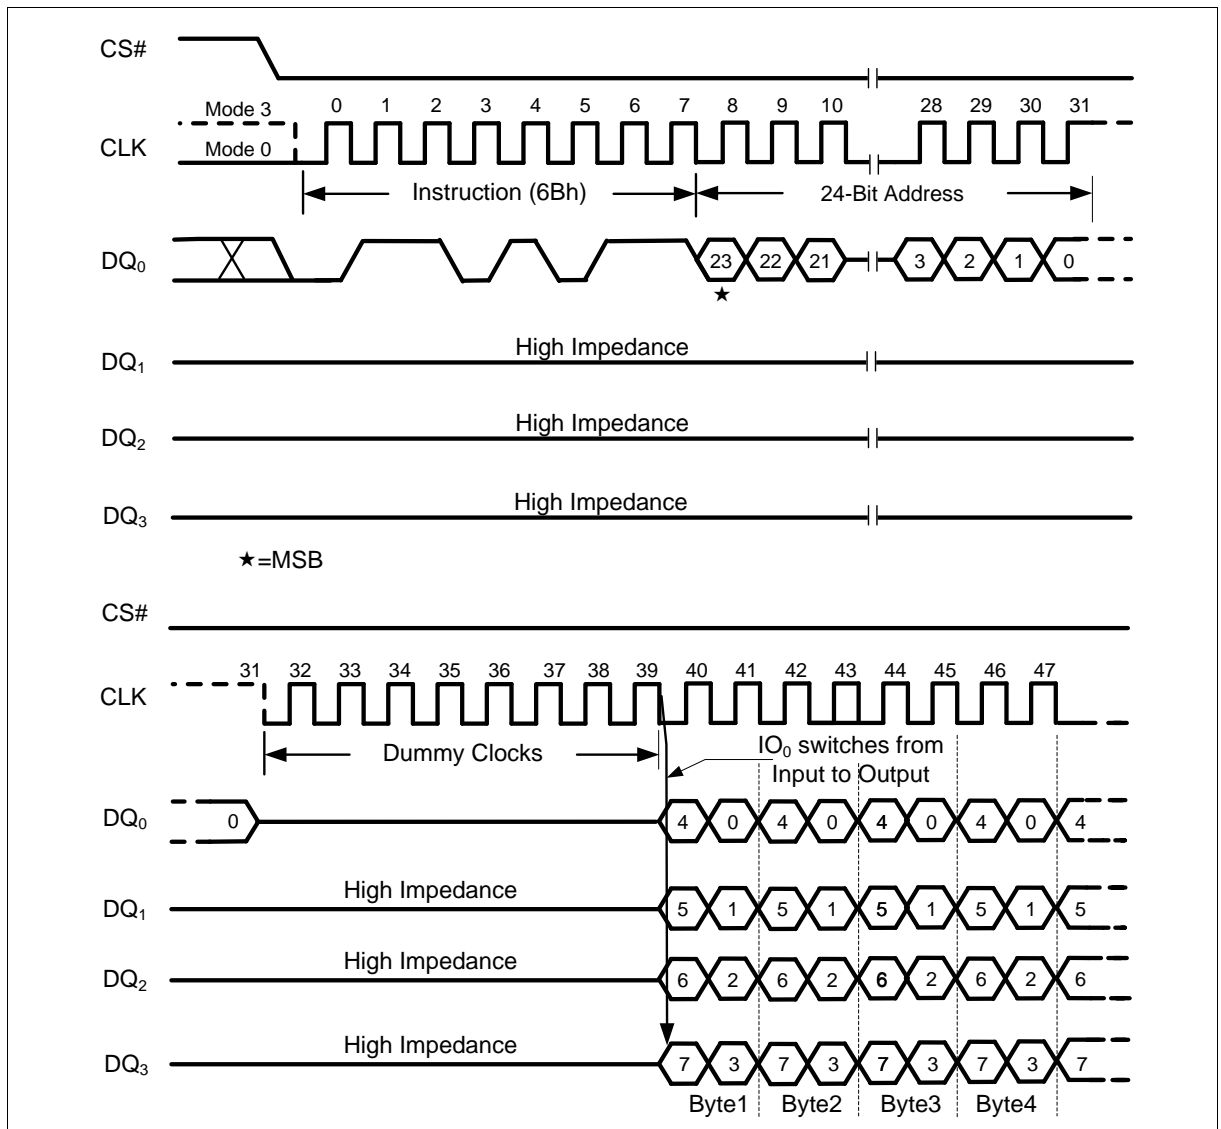 CS#
Mode 3 0 1 2 3 4 5 6 7 8 9 10 28 29 30 31
CLK Mode 0
Instruction (6Bh) 24-Bit Address
DQ0 23 22 21 3 2 1 0
★
High Impedance
DQ1
High Impedance
DQ2
High Impedance
DQ3
★=MSB
CS#
31 32 33 34 35 36 37 38 39 40 41 42 43 44 45 46 47
CLK
Dummy Clocks
IO0 switches from
Input to Output
DQ0 0 4 0 4 0 4 0 4 0 4
High Impedance
DQ1 5 1 5 1 5 1 5 1 5
High Impedance
DQ2 6 2 6 2 6 2 6 2 6
High Impedance
DQ3 7 3 7 3 7 3 7 3 7
Byte1 Byte2 Byte3 Byte4